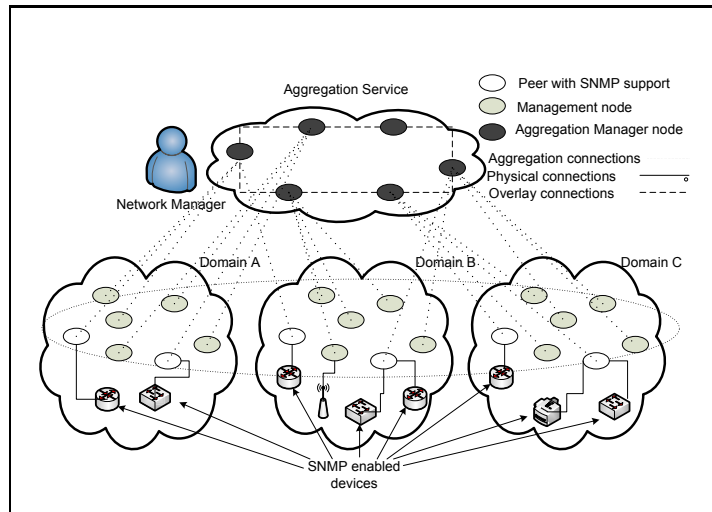 Aggregation Service
Peer with SNMP support
Management node
Aggregation Manager node
Aggregation connections
Physical connections
Overlay connections
Network Manager
Domain A
Domain B
Domain C
SNMP enabled
devices